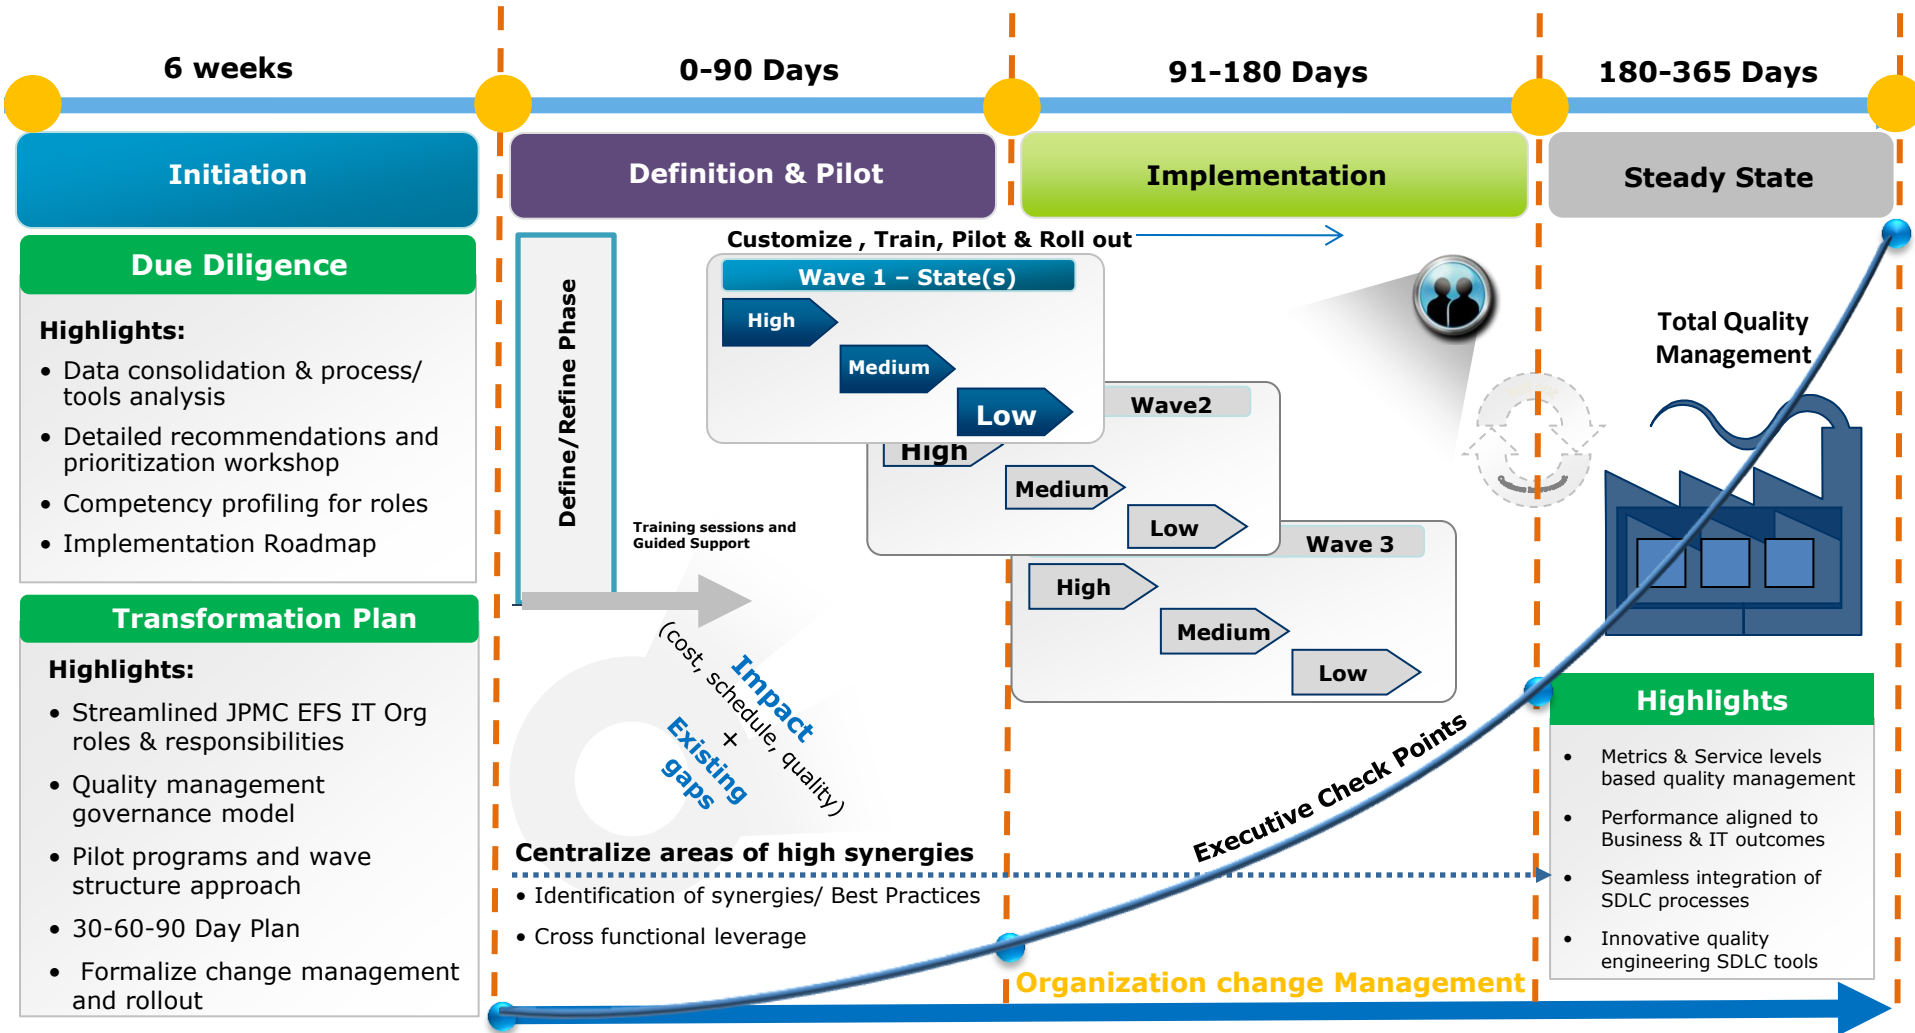 6 weeks
0-90 Days
91-180 Days
180-365 Days
Initiation
Definition & Pilot
Implementation
Steady State
Due Diligence
Highlights:
• Data consolidation & process/
tools analysis
• Detailed recommendations and
prioritization workshop
• Competency profiling for roles
• Implementation Roadmap
Transformation Plan
Highlights:
• Streamlined JPMC EFS IT Org
roles & responsibilities
• Quality management
governance model
• Pilot programs and wave
structure approach
• 30-60-90 Day Plan
• Formalize change management
and rollout
Define/Refine Phase
Customize , Train, Pilot & Roll out
Wave 1 – State(s)
High
Medium
Low
Wave2
High
Medium
Low
Wave 3
High
Medium
Low
Training sessions and
Guided Support
Impact
(cost, schedule, quality)
+
Existing
gaps
Centralize areas of high synergies
• Identification of synergies/ Best Practices
• Cross functional leverage
Executive Check Points
Organization change Management
Total Quality
Management
Highlights
• Metrics & Service levels
based quality management
• Performance aligned to
Business & IT outcomes
• Seamless integration of
SDLC processes
• Innovative quality
engineering SDLC tools